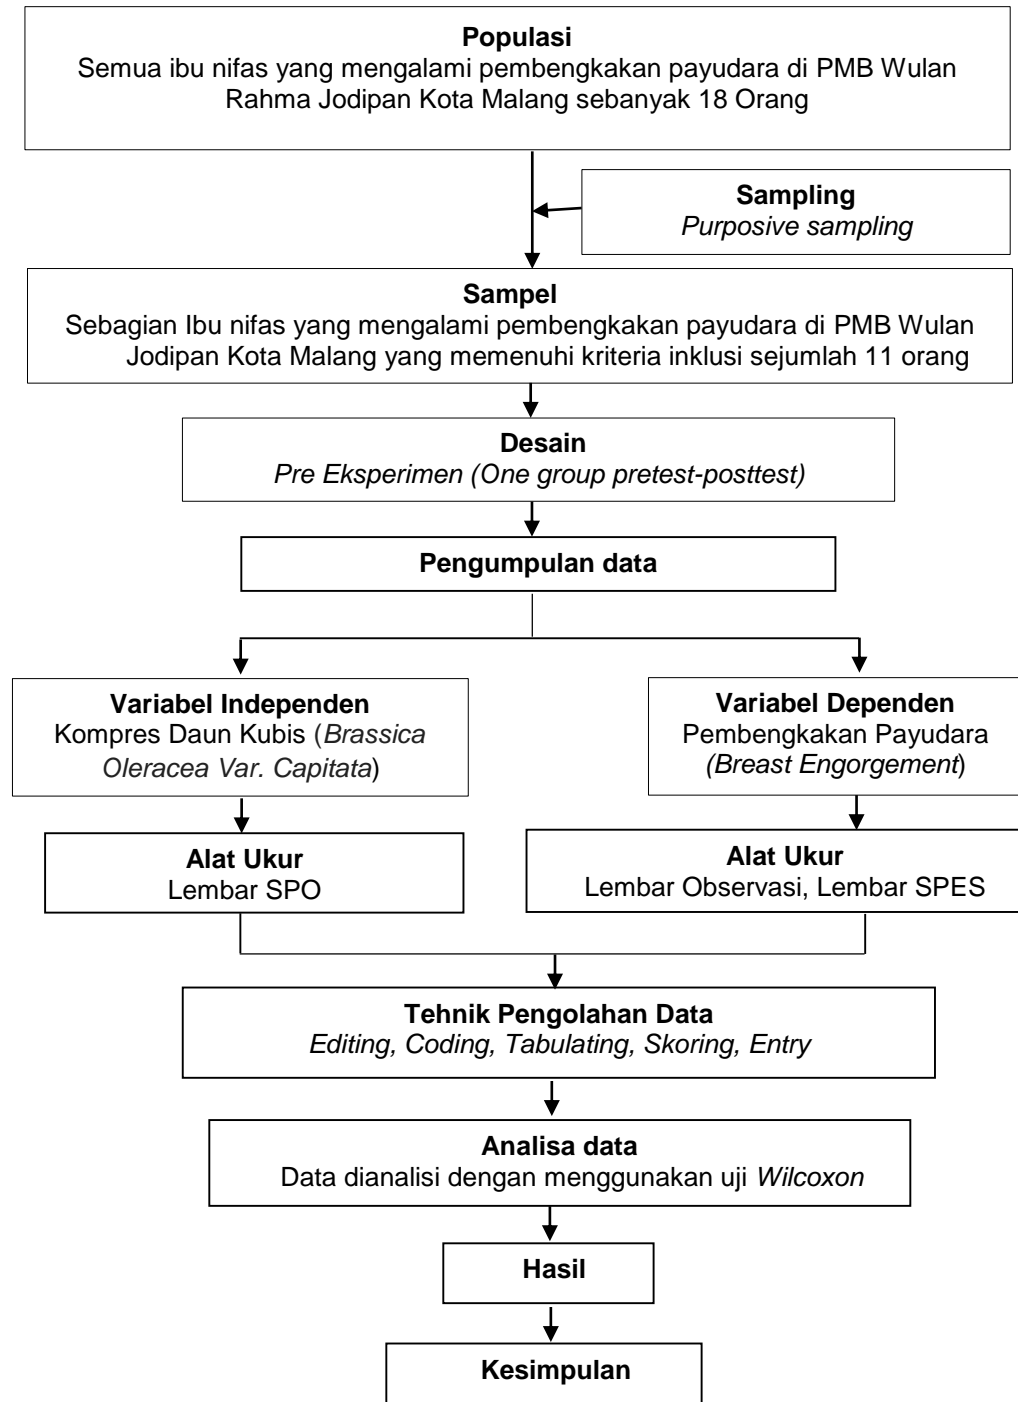 Populasi
Semua ibu nifas yang mengalami pembengkakan payudara di PMB Wulan
Rahma Jodipan Kota Malang sebanyak 18 Orang
Sampling
Purposive sampling
Sampel
Sebagian Ibu nifas yang mengalami pembengkakan payudara di PMB Wulan
Jodipan Kota Malang yang memenuhi kriteria inklusi sejumlah 11 orang
Desain
Pre Eksperimen (One group pretest-posttest)
Pengumpulan data
Variabel Independen
Kompres Daun Kubis (Brassica
Oleracea Var. Capitata)
Variabel Dependen
Pembengkakan Payudara
(Breast Engorgement)
Alat Ukur
Lembar SPO
Alat Ukur
Lembar Observasi, Lembar SPES
Tehnik Pengolahan Data
Editing, Coding, Tabulating, Skoring, Entry
Analisa data
Data dianalisi dengan menggunakan uji Wilcoxon
Hasil
Kesimpulan